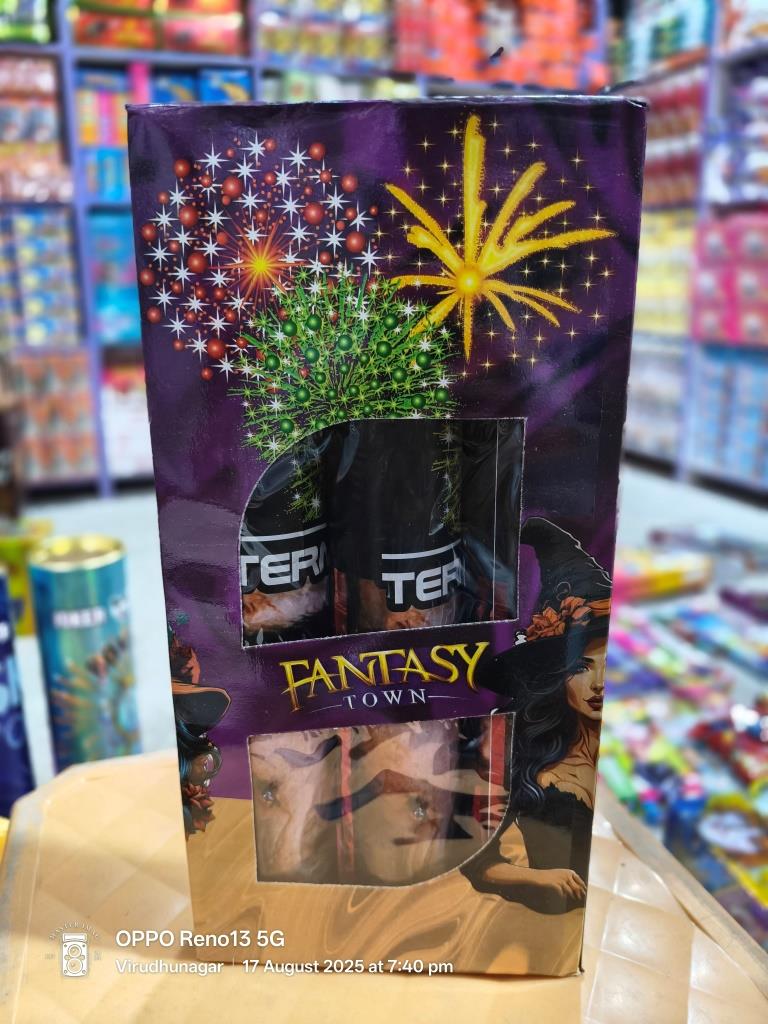 TER
TER
FANTASY
TOWN
OPPO Reno13 5G
Virudhunagar | 17 August 2025 at 7:40 pm